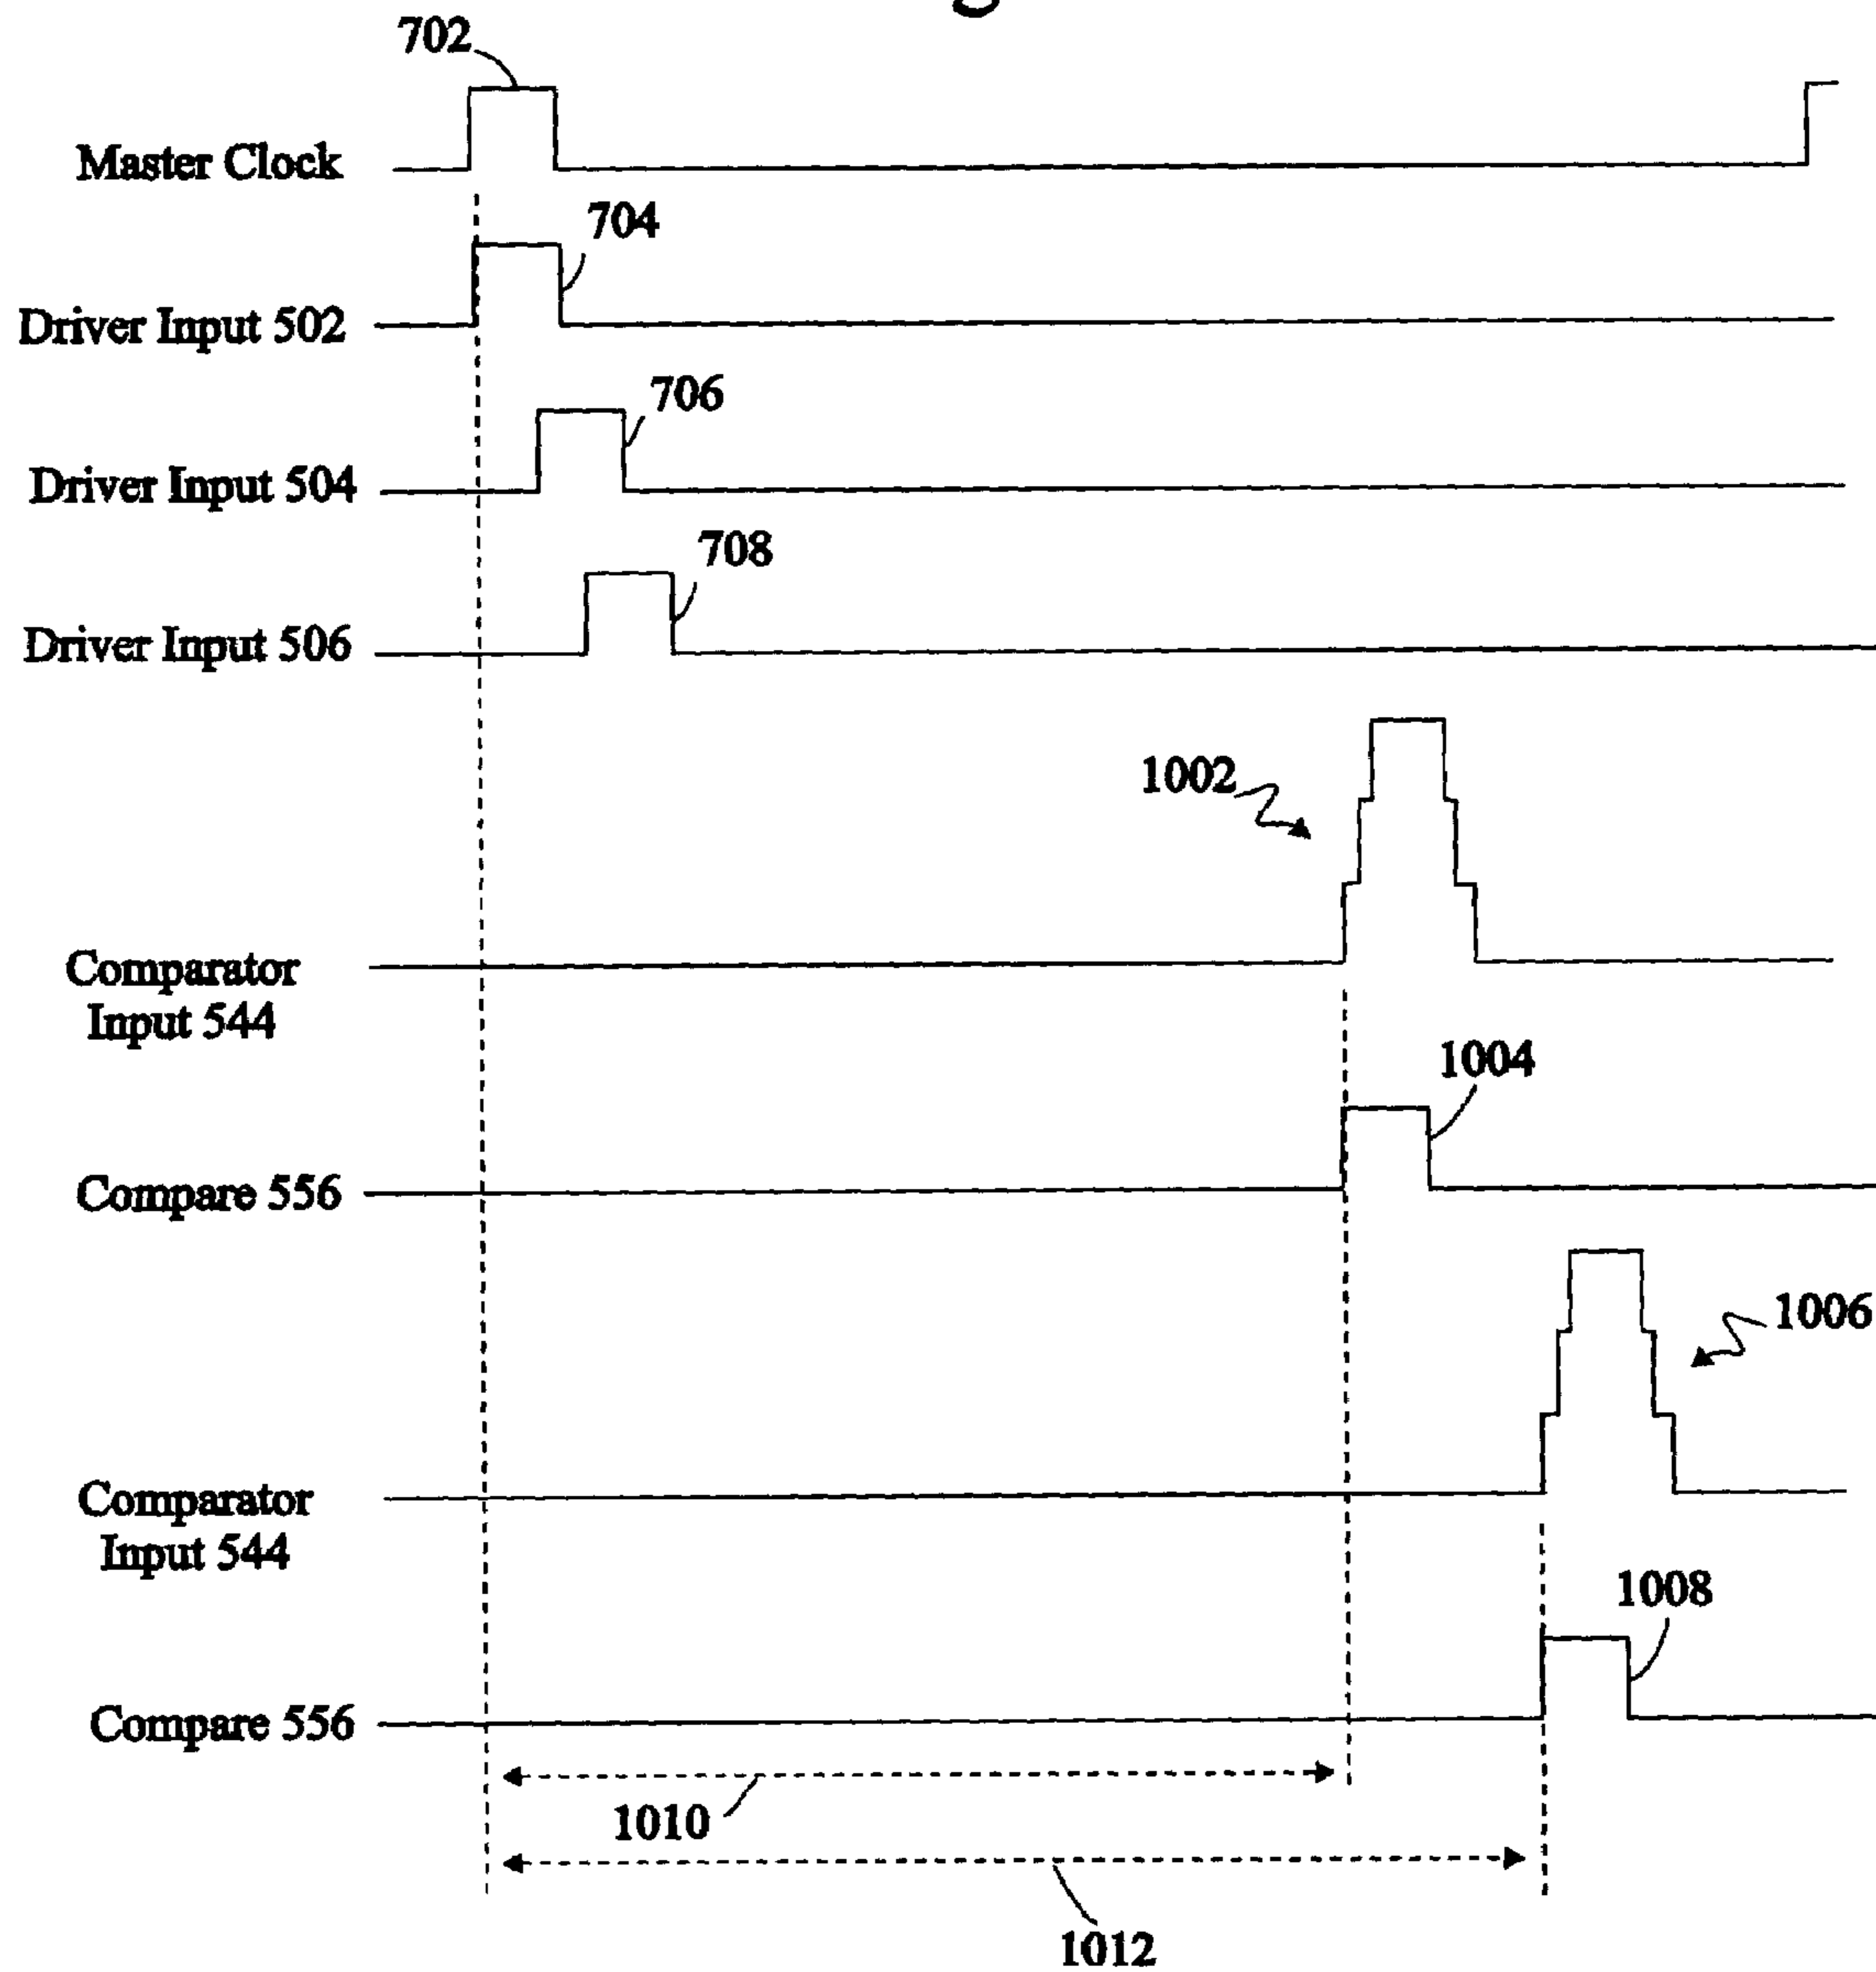 702
Master Clock
704
Driver Input 502
706
Driver Input 504
708
Driver Input 506
1002
Comparator
Input 544
1004
Compare 556
1006
Comparator
Input 544
1008
Compare 556
1010
1012